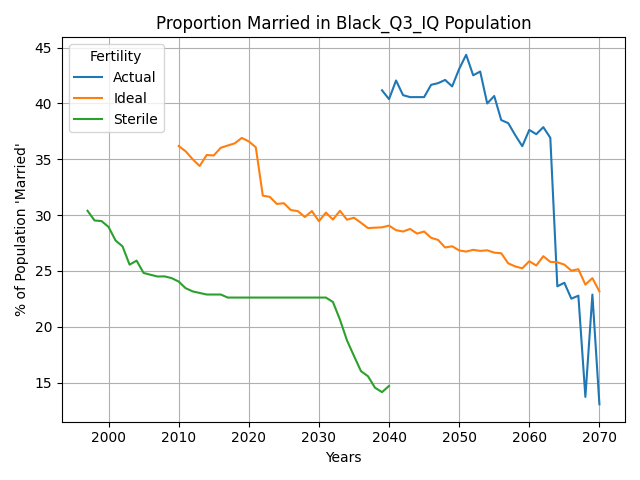 Proportion Married in Black_Q3_IQ Population
Fertility
Actual
Ideal
Sterile
% of Population 'Married'
45
40
35
30
25
20
15
2000
2010
2020
2030
2040
2050
2060
2070
Years